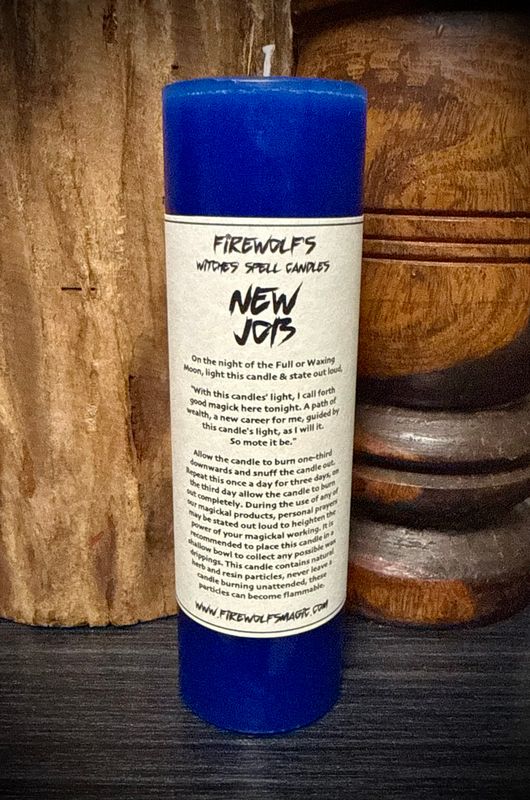 FIREWOLF'S
WITCHES SPELL CANDLES
NEW
JOB
On the night of the Full or Waxing
Moon, light this candle & state out loud,
"With this candles' light, I call forth
good magick here tonight. A path of
wealth, a new career for me, guided by
this candle's light, as I will it.
So mote it be."
Allow the candle to burn one-third
downwards and snuff the candle out.
Repeat this once a day for three days, on
the third day allow the candle to burn
out completely. During the use of any of
our magickal products, personal prayers
may be stated out loud to heighten the
power of your magickal working. It is
recommended to place this candle in a
shallow bowl to collect any possible wax
drippings. This candle contains natural
herb and resin particles, never leave a
candle burning unattended, these
particles can become flammable.
WWW.FIREWOLFSMAGIC.COM